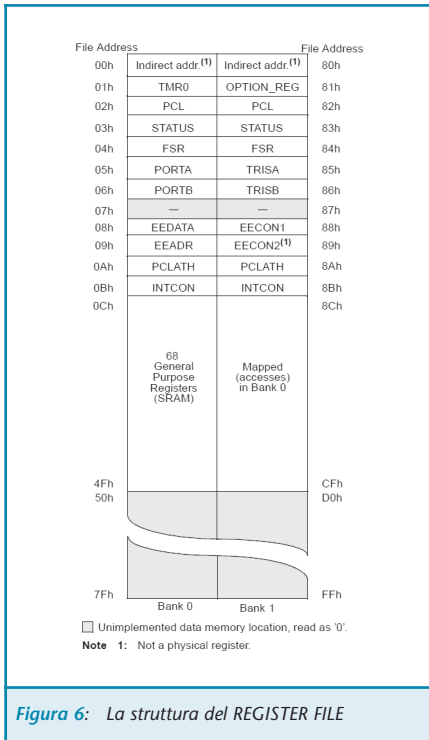 File Address
File Address
00h Indirect addr.(1) Indirect addr.(1) 80h
01h TMR0 OPTION_REG 81h
02h PCL PCL 82h
03h STATUS STATUS 83h
04h FSR FSR 84h
05h PORTA TRISA 85h
06h PORTB TRISB 86h
07h — — 87h
08h EEDATA EECON1 88h
09h EEADR EECON2(1) 89h
0Ah PCLATH PCLATH 8Ah
0Bh INTCON INTCON 8Bh
0Ch 8Ch
68
General
Purpose
Registers
(SRAM)
Mapped
(accesses)
in Bank 0
4Fh CFh
50h D0h
7Fh FFh
Bank 0 Bank 1
Unimplemented data memory location, read as '0'.
Note 1: Not a physical register.
Figura 6: La struttura del REGISTER FILE